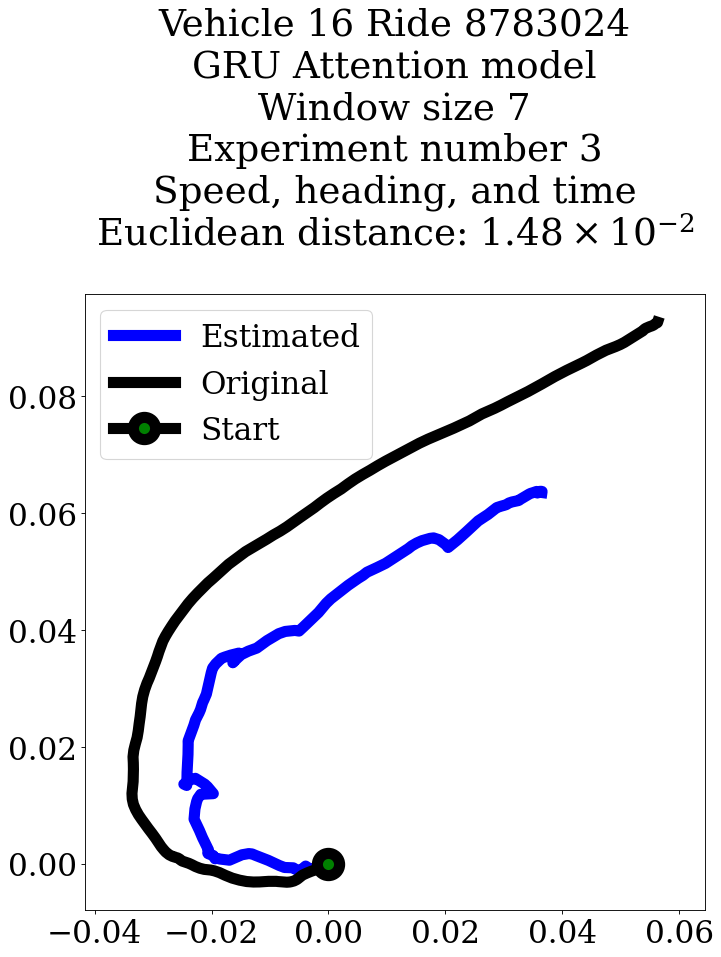 Vehicle 16 Ride 8783024
GRU Attention model
Window size 7
Experiment number 3
Speed, heading, and time
Euclidean distance: 1.48 × 10⁻²
Estimated
Original
Start
0.08
0.06
0.04
0.02
0.00
−0.04 −0.02 0.00 0.02 0.04 0.06